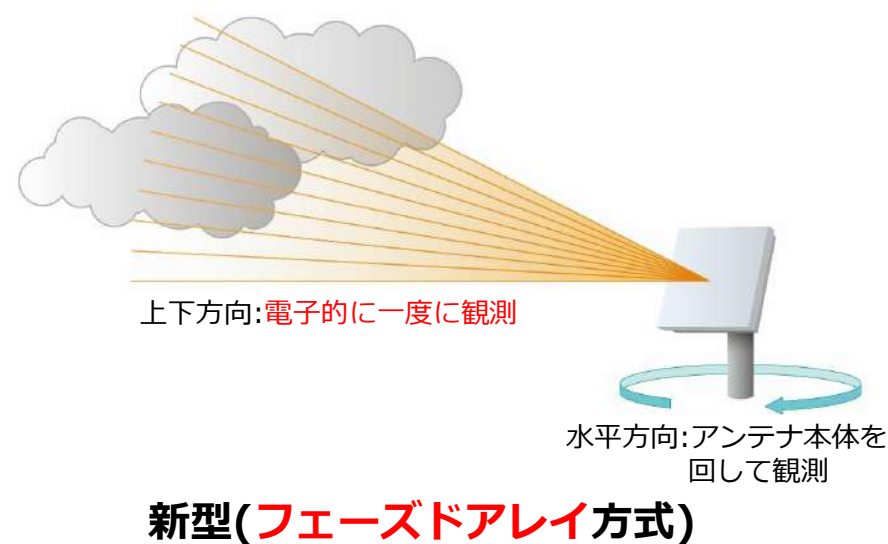 上下方向:電子的に一度に観測
水平方向:アンテナ本体を
回して観測
新型(フェーズドアレイ方式)